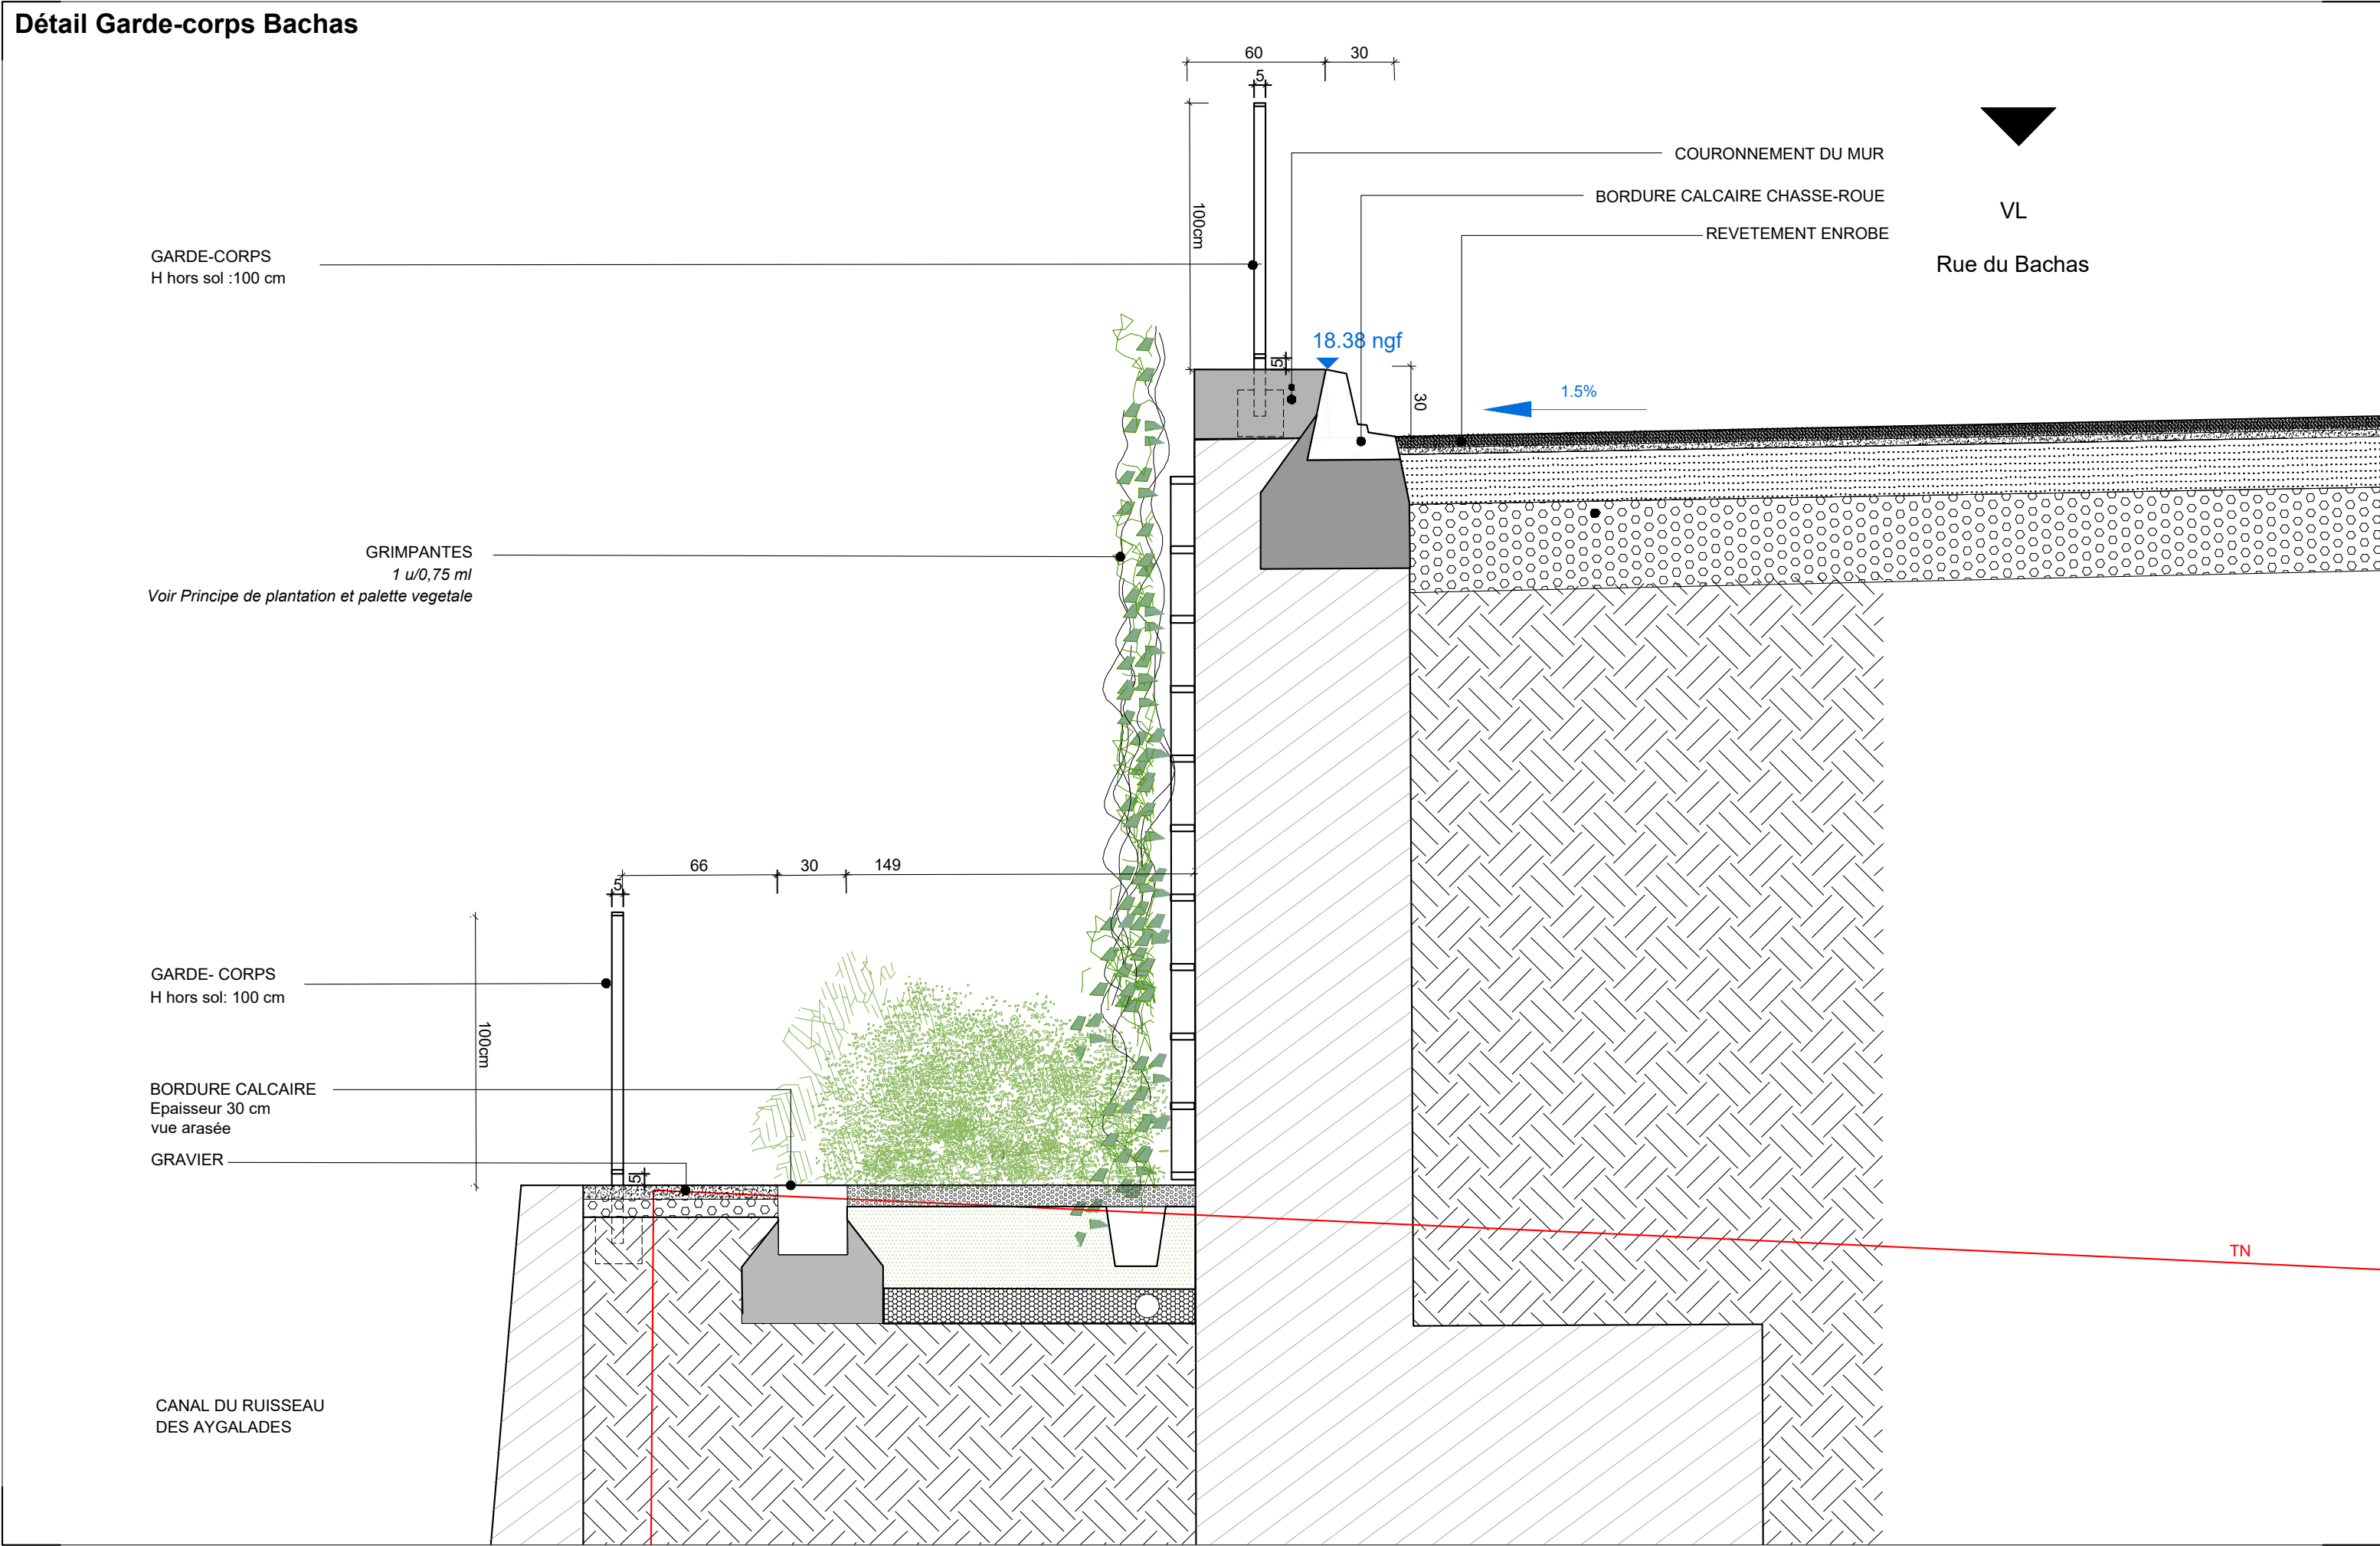 Détail Garde-corps Bachas
60
30
5
100cm
COURONNEMENT DU MUR
BORDURE CALCAIRE CHASSE-ROUE
REVETEMENT ENROBE
VL
Rue du Bachas
GARDE-CORPS
H hors sol :100 cm
18.38 ngf
5
30
1.5%
GRIMPANTES
1 u/0,75 ml
Voir Principe de plantation et palette vegetale
66
30
149
5
GARDE- CORPS
H hors sol: 100 cm
100cm
BORDURE CALCAIRE
Epaisseur 30 cm
vue arasée
GRAVIER
5
TN
CANAL DU RUISSEAU
DES AYGALADES